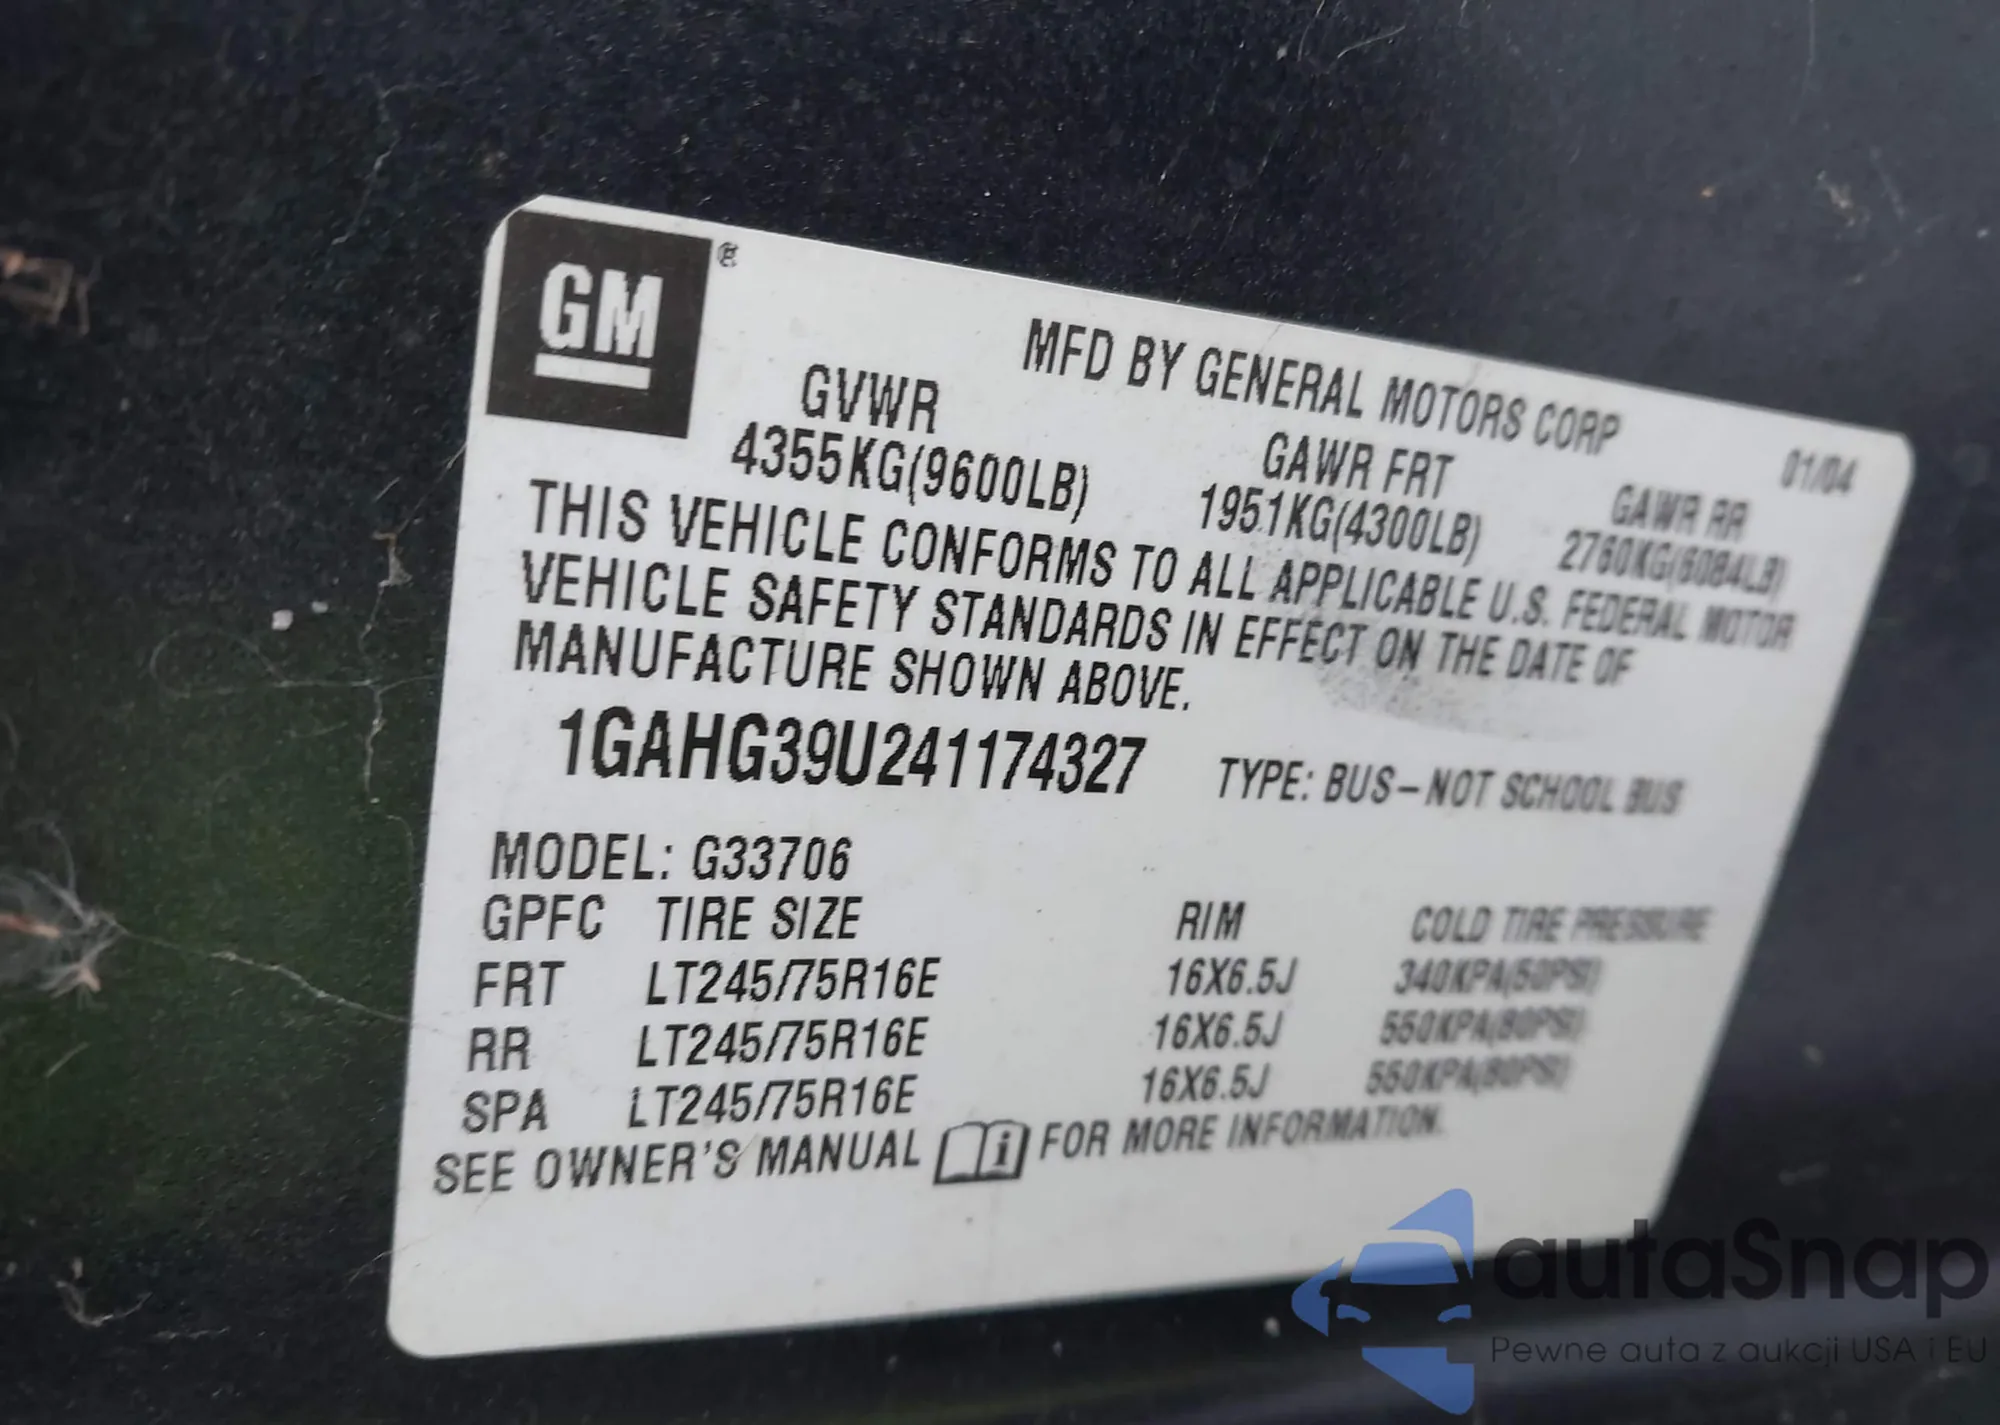 GM ®
MFD BY GENERAL MOTORS CORP 01/04
GVWR GAWR FRT GAWR RR
4355KG(9600LB) 1951KG(4300LB) 2760KG(6084LB)
THIS VEHICLE CONFORMS TO ALL APPLICABLE U.S. FEDERAL MOTOR
VEHICLE SAFETY STANDARDS IN EFFECT ON THE DATE OF
MANUFACTURE SHOWN ABOVE.
1GAHG39U241174327 TYPE: BUS-NOT SCHOOL BUS
MODEL: G33706
GPFC TIRE SIZE RIM COLD TIRE PRESSURE
FRT LT245/75R16E 16X6.5J 340KPA(50PSI)
RR LT245/75R16E 16X6.5J 550KPA(80PSI)
SPA LT245/75R16E 16X6.5J 550KPA(80PSI)
SEE OWNER'S MANUAL i FOR MORE INFORMATION.
autaSnap
Pewne auta z aukcji USA i EU